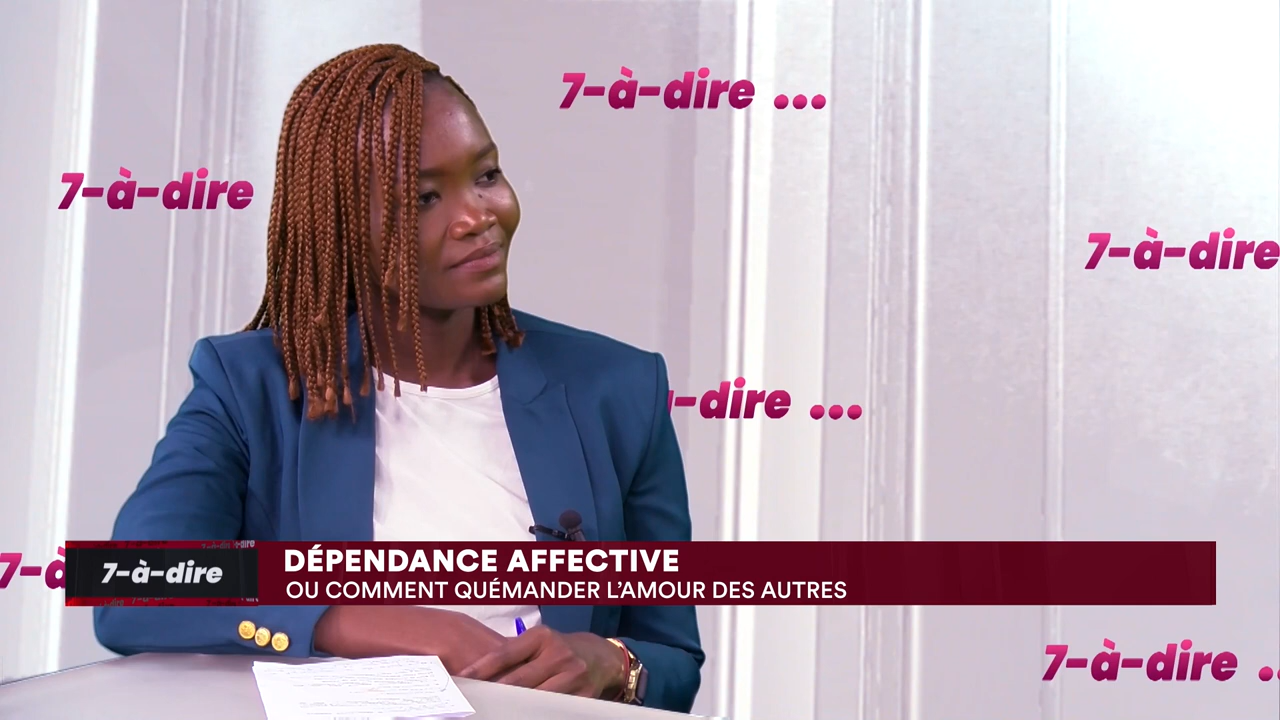 7-à-dire ...
7-à-dire
7-à-dire
-dire ...
7-à
7-à-dire
DÉPENDANCE AFFECTIVE
OU COMMENT QUÉMANDER L'AMOUR DES AUTRES
7-à-dire ..